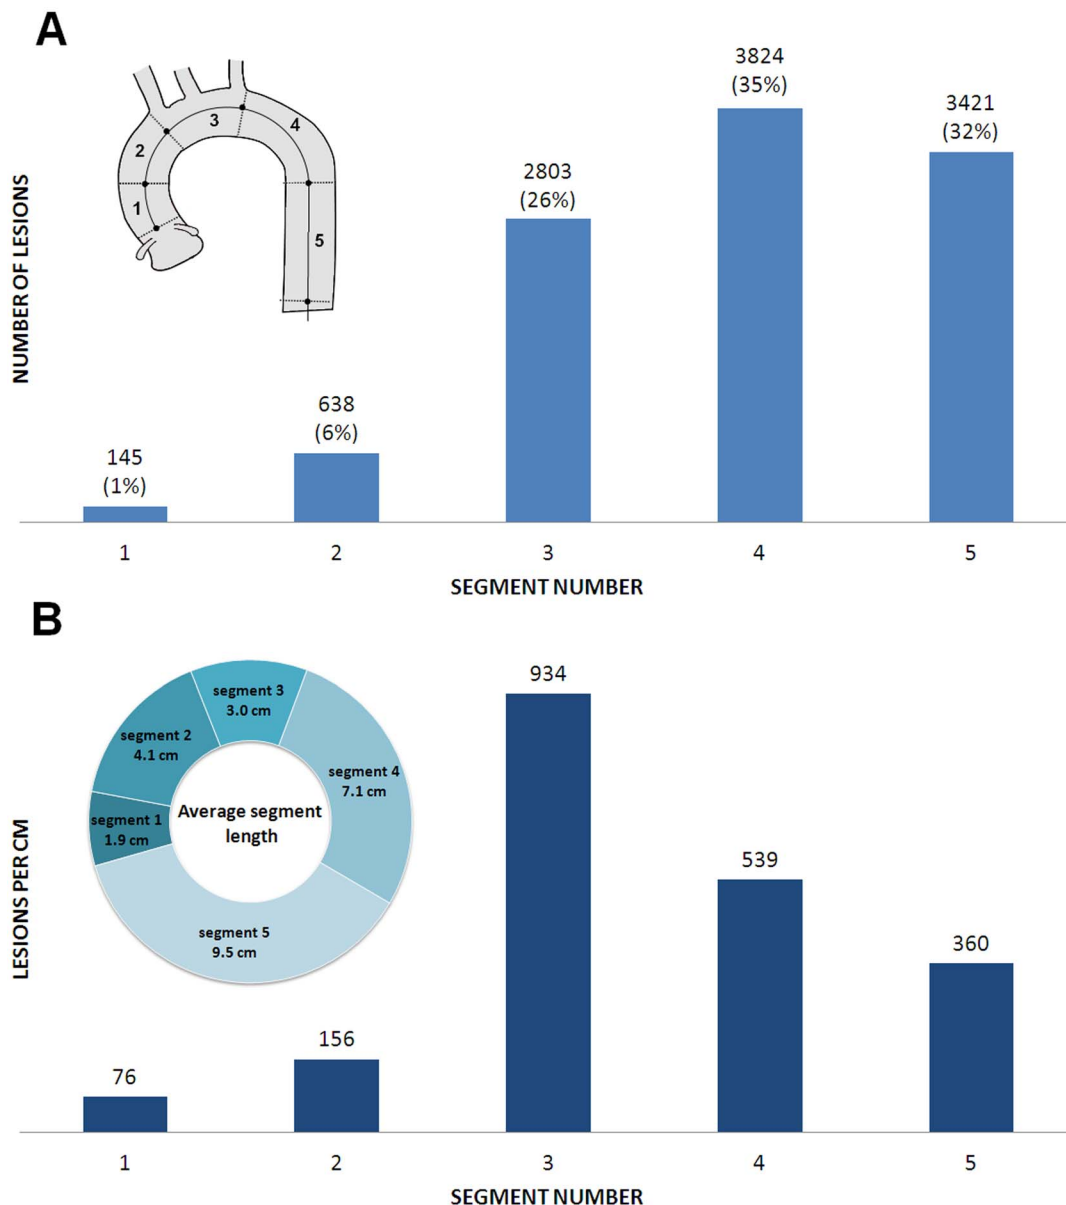 A
3
4
2
1
5
NUMBER OF LESIONS
145
(1%)
638
(6%)
2803
(26%)
3824
(35%)
3421
(32%)
1
2
3
4
5
SEGMENT NUMBER
B
segment 3
3.0 cm
segment 2
4.1 cm
segment 4
7.1 cm
segment 1
1.9 cm
Average segment
length
segment 5
9.5 cm
LESIONS PER CM
76
156
934
539
360
1
2
3
4
5
SEGMENT NUMBER